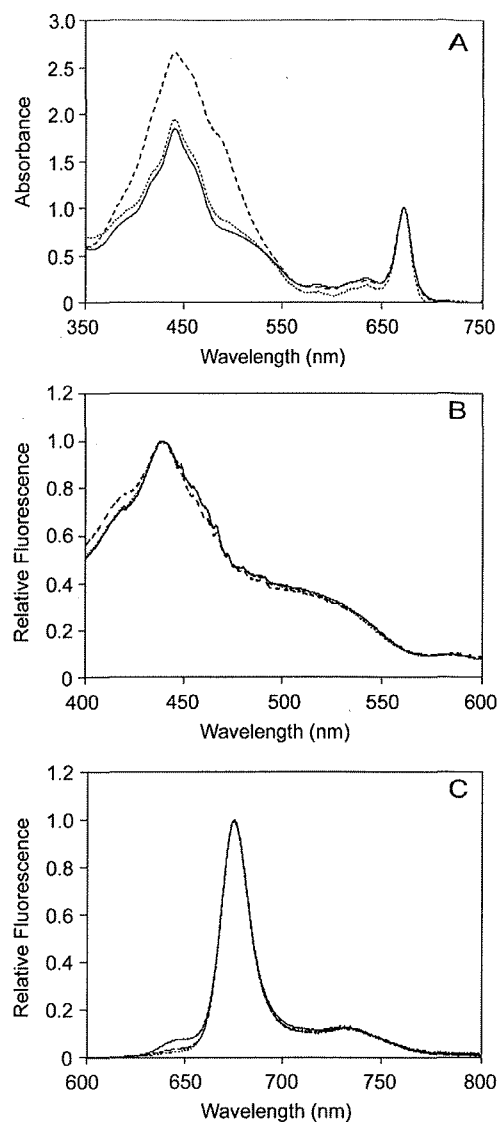 A
3.0
2.5
2.0
1.5
1.0
0.5
0
Absorbance
350 450 550 650 750
Wavelength (nm)
B
1.2
1.0
0.8
0.6
0.4
0.2
0
Relative Fluorescence
400 450 500 550 600
Wavelength (nm)
C
1.2
1.0
0.8
0.6
0.4
0.2
0
Relative Fluorescence
600 650 700 750 800
Wavelength (nm)